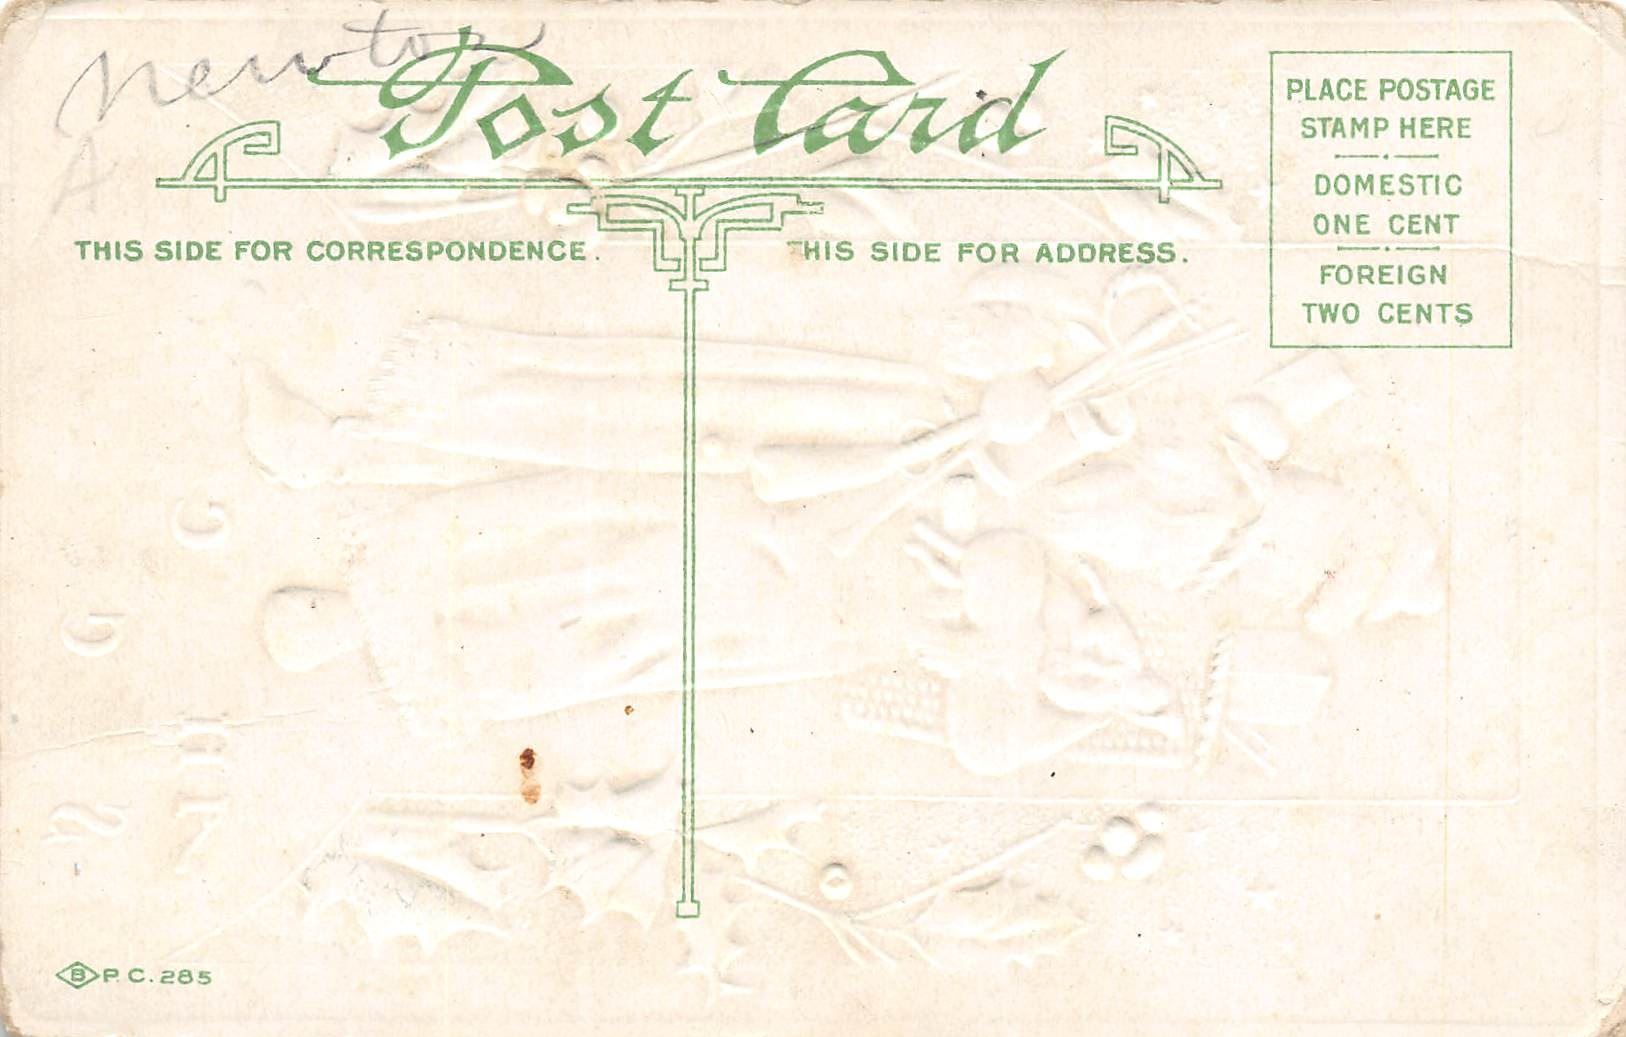 Newton
A
Post Card
THIS SIDE FOR CORRESPONDENCE.
THIS SIDE FOR ADDRESS.
PLACE POSTAGE
STAMP HERE
DOMESTIC
ONE CENT
FOREIGN
TWO CENTS
B P.C. 285